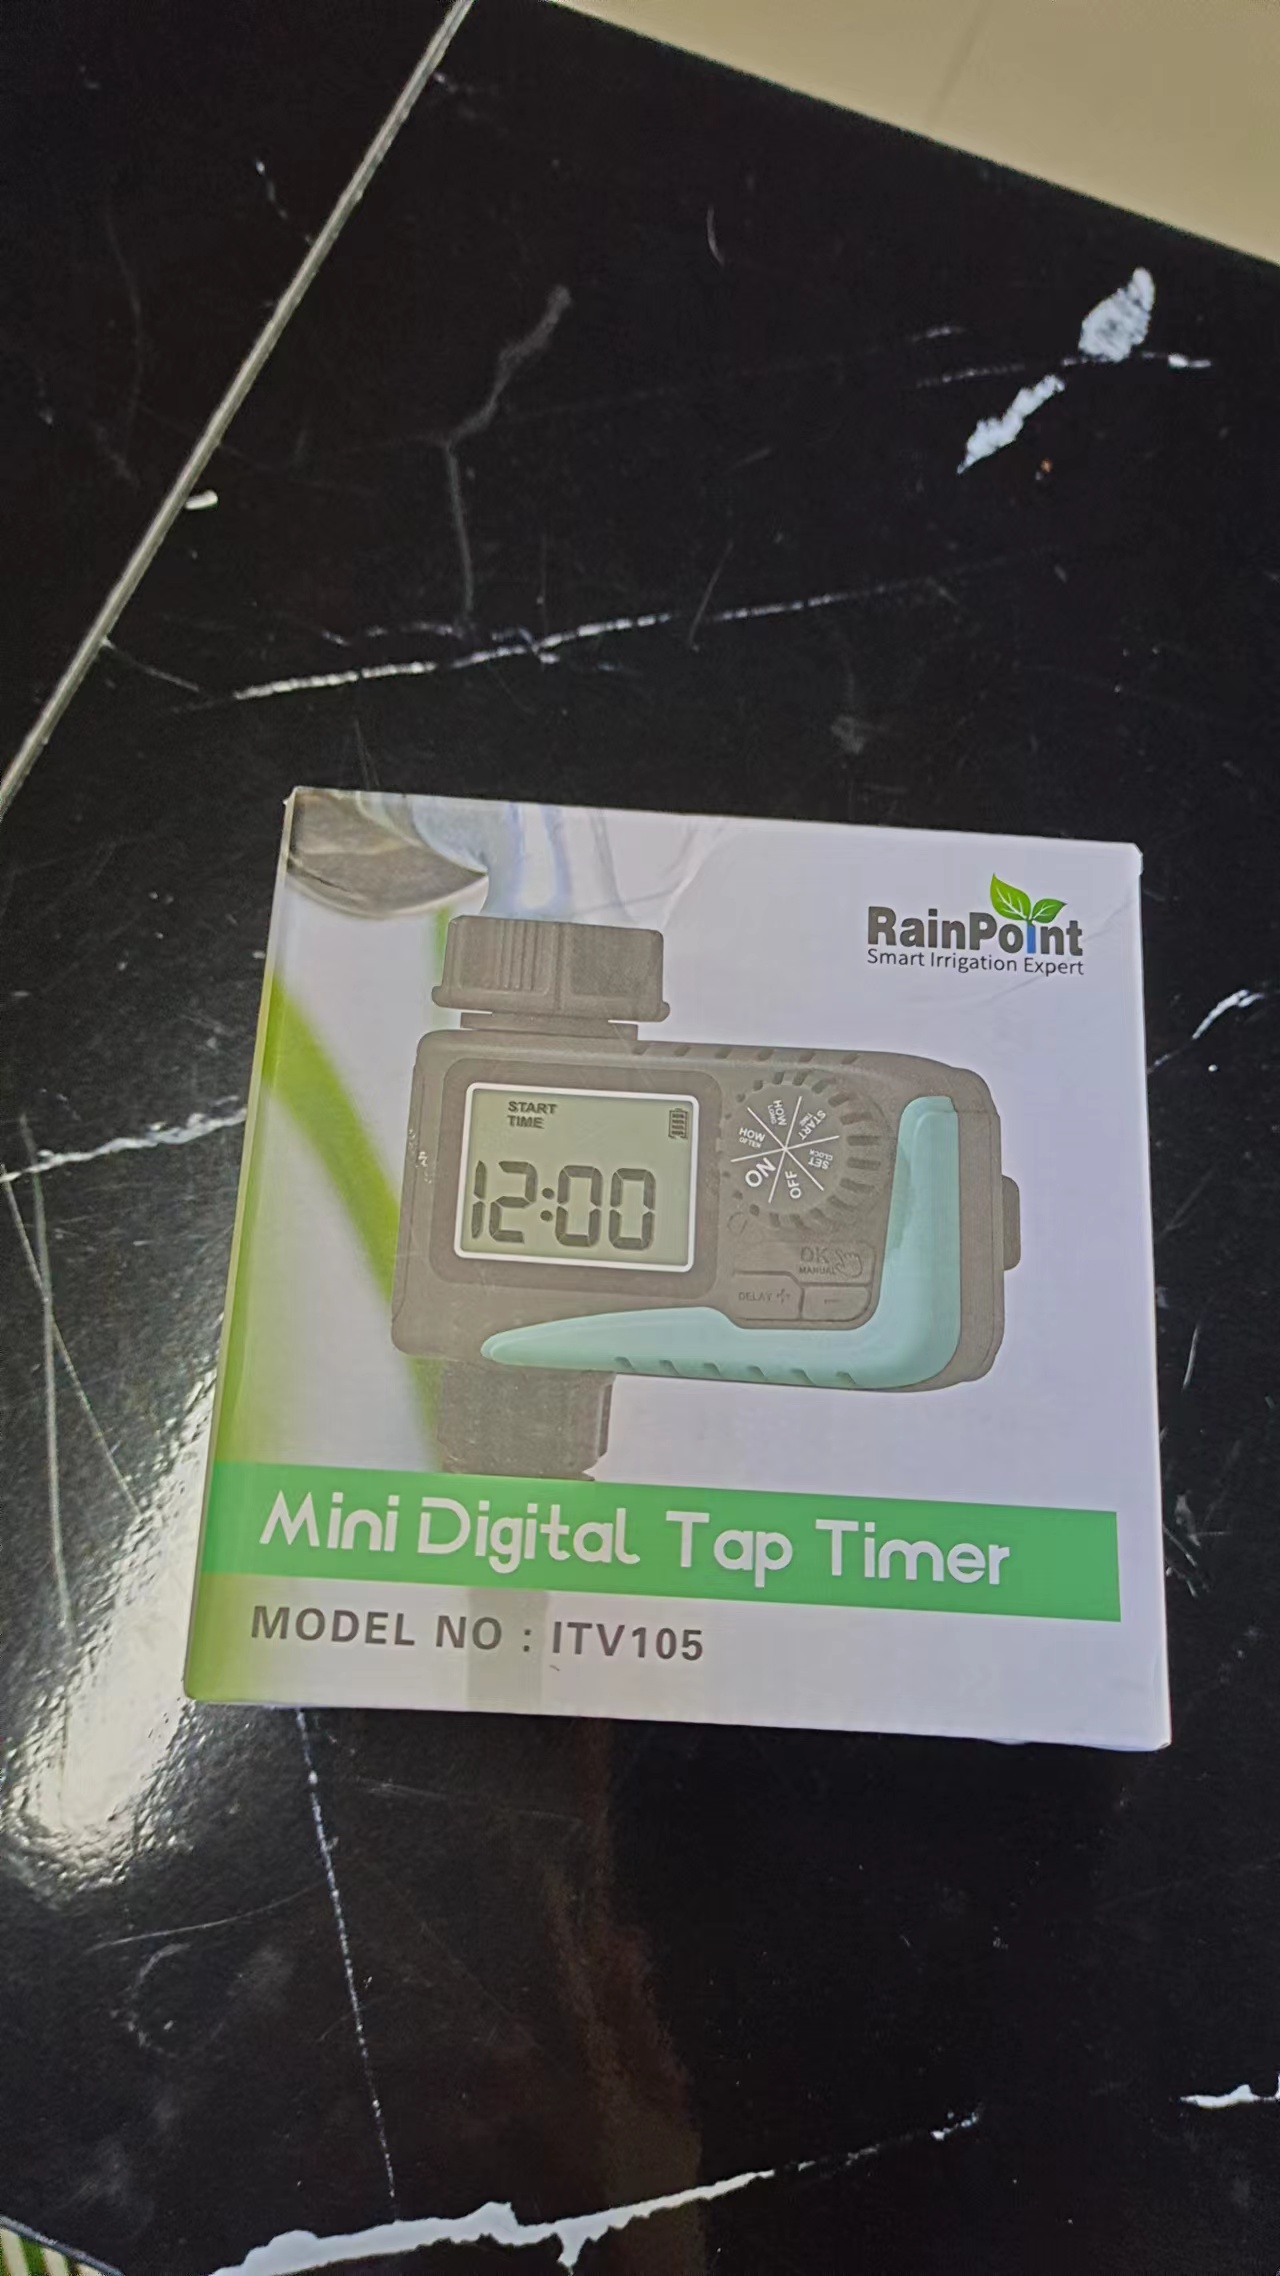 RainPoint
Smart Irrigation Expert
START
TIME
12:00
HOW
LONG
START
TIME
HOW
OFTEN
SET
CLOCK
ON
OFF
OK
MANUAL
DELAY +
-
Mini Digital Tap Timer
MODEL NO : ITV105